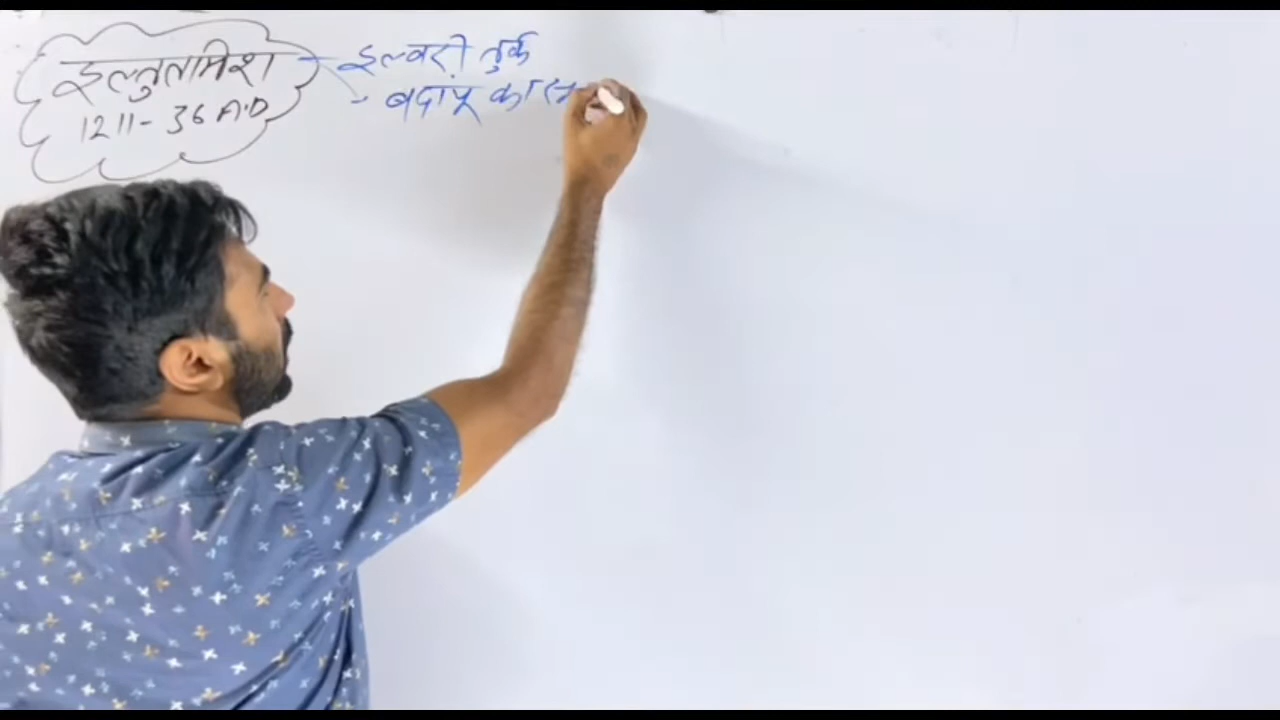 इल्तुतमिश
1211-36 A.D
- इल्बरी तुर्क
- बदायू का